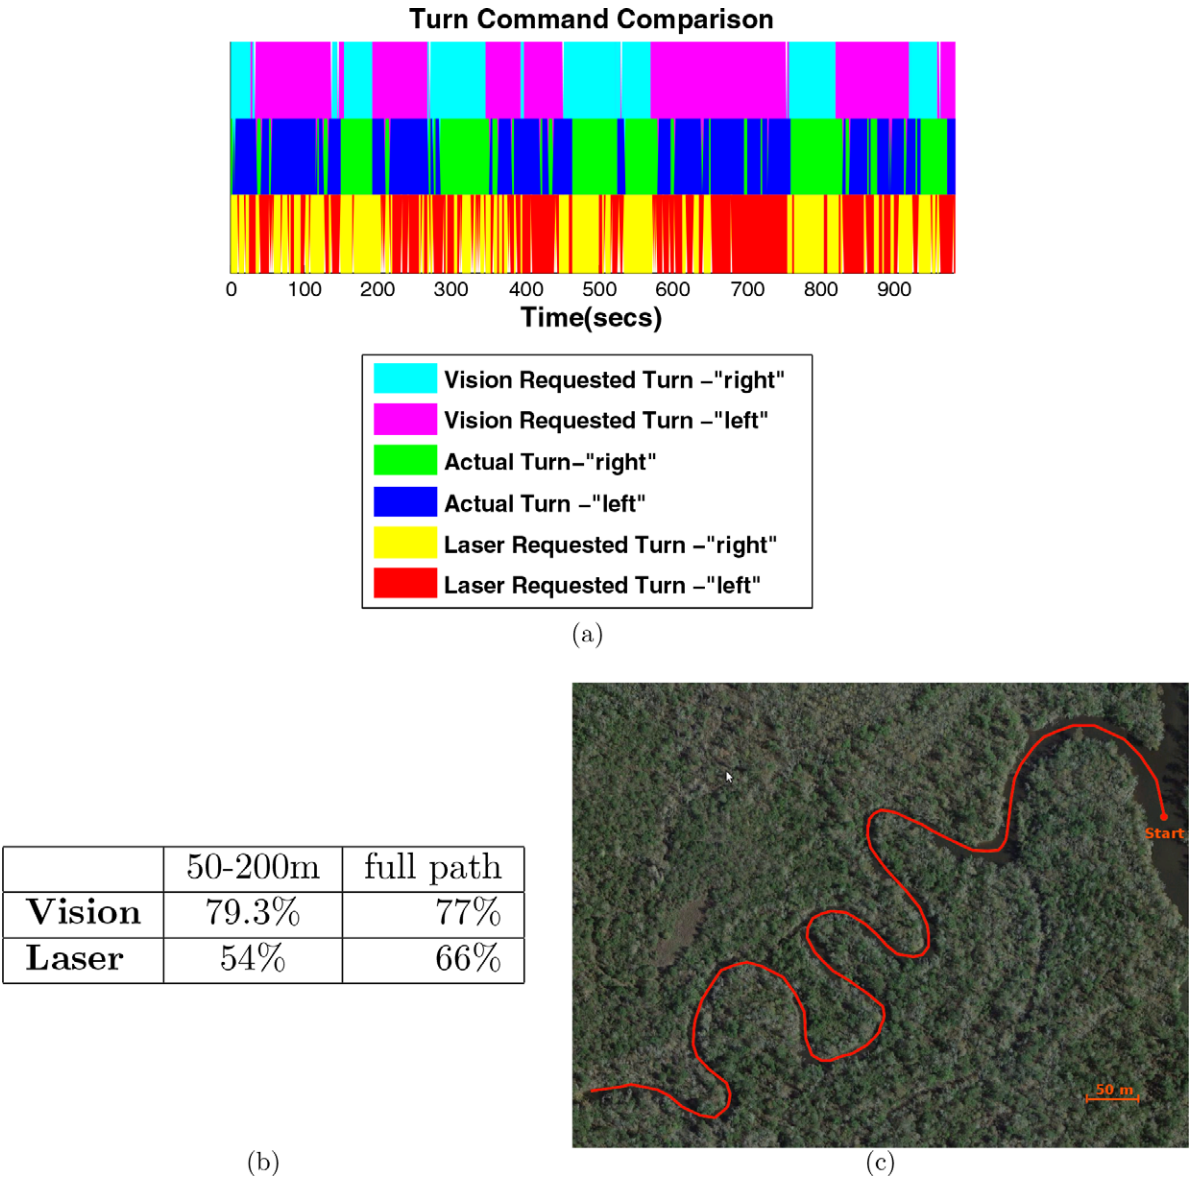 Turn Command Comparison
0 100 200 300 400 500 600 700 800 900
Time(secs)
Vision Requested Turn –"right"
Vision Requested Turn –"left"
Actual Turn–"right"
Actual Turn –"left"
Laser Requested Turn –"right"
Laser Requested Turn –"left"
(a)
50-200m full path
Vision 79.3% 77%
Laser 54% 66%
(b)
Start
50 m
(c)